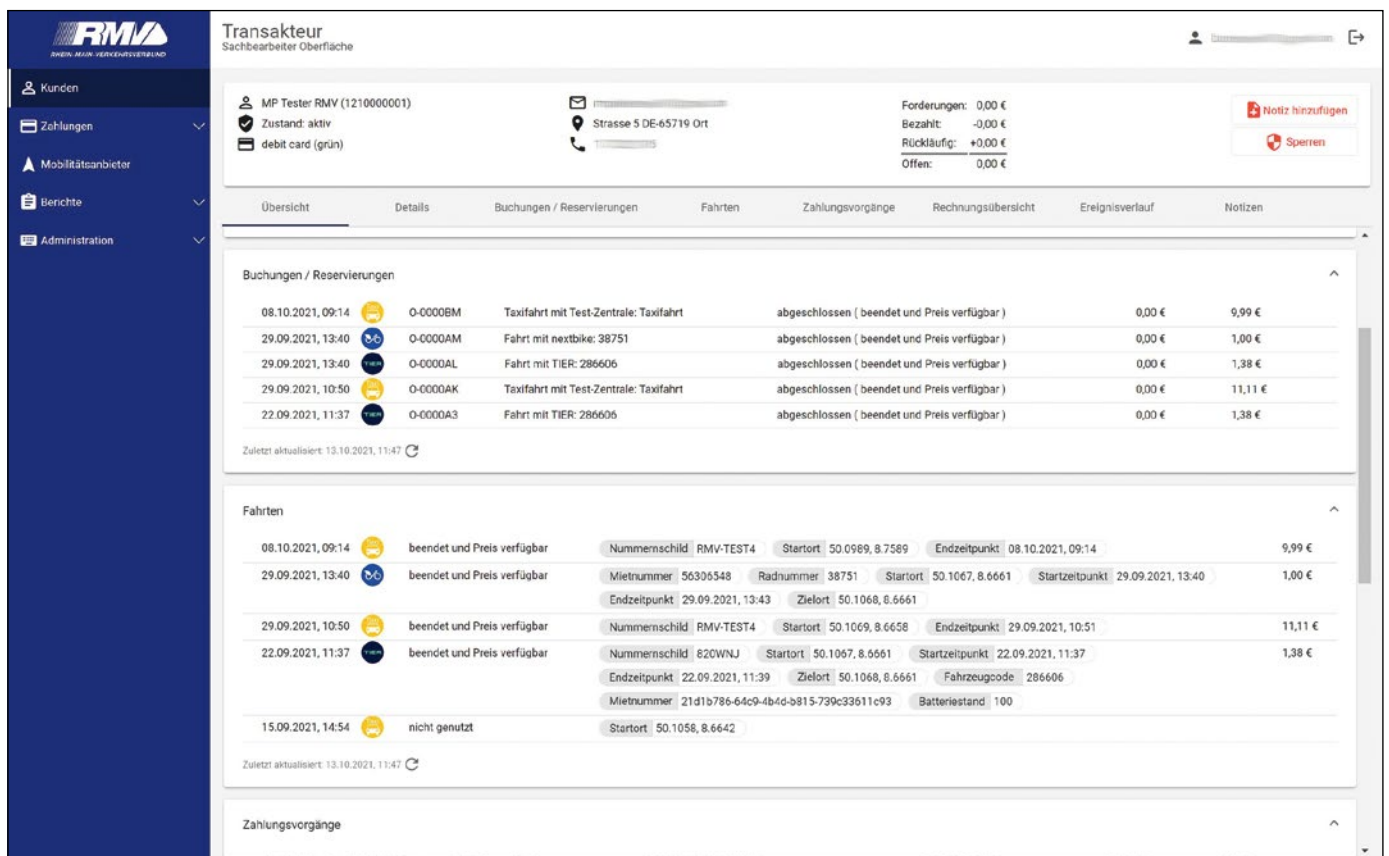 RMV
RHEIN-MAIN-VERKEHRSVERBUND
Transakteur
Sachbearbeiter Oberfläche
Kunden
Zahlungen
Mobilitätsanbieter
Berichte
Administration
MP Tester RMV (1210000001)
Zustand: aktiv
debit card (grün)
Strasse 5 DE-65719 Ort
Forderungen: 0,00 €
Bezahlt: -0,00 €
Rückläufig: +0,00 €
Offen: 0,00 €
Notiz hinzufügen
Sperren
Übersicht Details Buchungen / Reservierungen Fahrten Zahlungsvorgänge Rechnungsübersicht Ereignisverlauf Notizen
Buchungen / Reservierungen
08.10.2021, 09:14 O-0000BM Taxifahrt mit Test-Zentrale: Taxifahrt abgeschlossen ( beendet und Preis verfügbar ) 0,00 € 9,99 €
29.09.2021, 13:40 O-0000AM Fahrt mit nextbike: 38751 abgeschlossen ( beendet und Preis verfügbar ) 0,00 € 1,00 €
29.09.2021, 13:40 TIER O-0000AL Fahrt mit TIER: 286606 abgeschlossen ( beendet und Preis verfügbar ) 0,00 € 1,38 €
29.09.2021, 10:50 O-0000AK Taxifahrt mit Test-Zentrale: Taxifahrt abgeschlossen ( beendet und Preis verfügbar ) 0,00 € 11,11 €
22.09.2021, 11:37 TIER O-0000A3 Fahrt mit TIER: 286606 abgeschlossen ( beendet und Preis verfügbar ) 0,00 € 1,38 €
Zuletzt aktualisiert: 13.10.2021, 11:47
Fahrten
08.10.2021, 09:14 beendet und Preis verfügbar Nummernschild RMV-TEST4 Startort 50.0989, 8.7589 Endzeitpunkt 08.10.2021, 09:14 9,99 €
29.09.2021, 13:40 beendet und Preis verfügbar Mietnummer 56306548 Radnummer 38751 Startort 50.1067, 8.6661 Startzeitpunkt 29.09.2021, 13:40 1,00 €
Endzeitpunkt 29.09.2021, 13:43 Zielort 50.1068, 8.6661
29.09.2021, 10:50 beendet und Preis verfügbar Nummernschild RMV-TEST4 Startort 50.1069, 8.6658 Endzeitpunkt 29.09.2021, 10:51 11,11 €
22.09.2021, 11:37 TIER beendet und Preis verfügbar Nummernschild 820WNJ Startort 50.1067, 8.6661 Startzeitpunkt 22.09.2021, 11:37 1,38 €
Endzeitpunkt 22.09.2021, 11:39 Zielort 50.1068, 8.6661 Fahrzeugcode 286606
Mietnummer 21d1b786-64c9-4b4d-b815-739c33611c93 Batteriestand 100
15.09.2021, 14:54 nicht genutzt Startort 50.1058, 8.6642
Zuletzt aktualisiert: 13.10.2021, 11:47
Zahlungsvorgänge